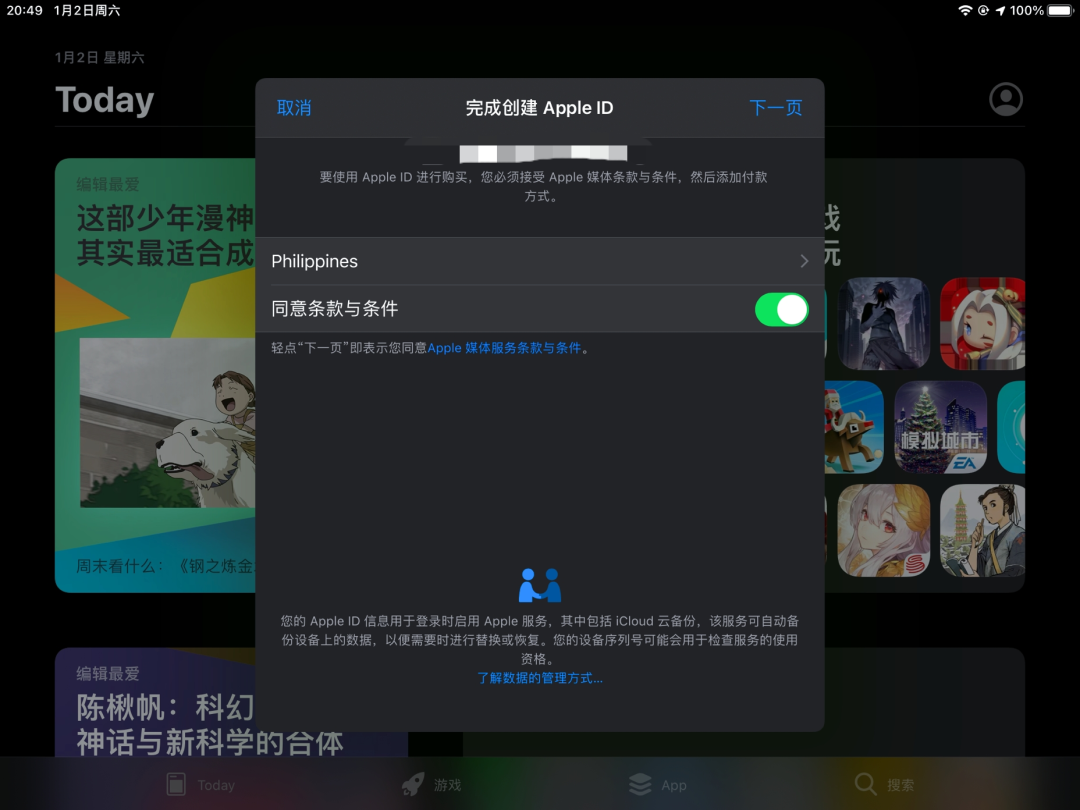 20:49 1月2日周六
100%
1月2日 星期六
Today
取消
完成创建 Apple ID
下一页
要使用 Apple ID 进行购买，您必须接受 Apple 媒体条款与条件，然后添加付款
方式。
Philippines
同意条款与条件
轻点“下一页”即表示您同意Apple 媒体服务条款与条件。
您的 Apple ID 信息用于登录时启用 Apple 服务，其中包括 iCloud 云备份，该服务可自动备
份设备上的数据，以便需要时进行替换或恢复。您的设备序列号可能会用于检查服务的使用
资格。
了解数据的管理方式...
编辑最爱
这部少年漫神
其实最适合成
周末看什么：《钢之炼金
戏
玩
模拟城市
EA
编辑最爱
陈楸帆：科幻
神话与新科学的合体
Today
游戏
App
搜索